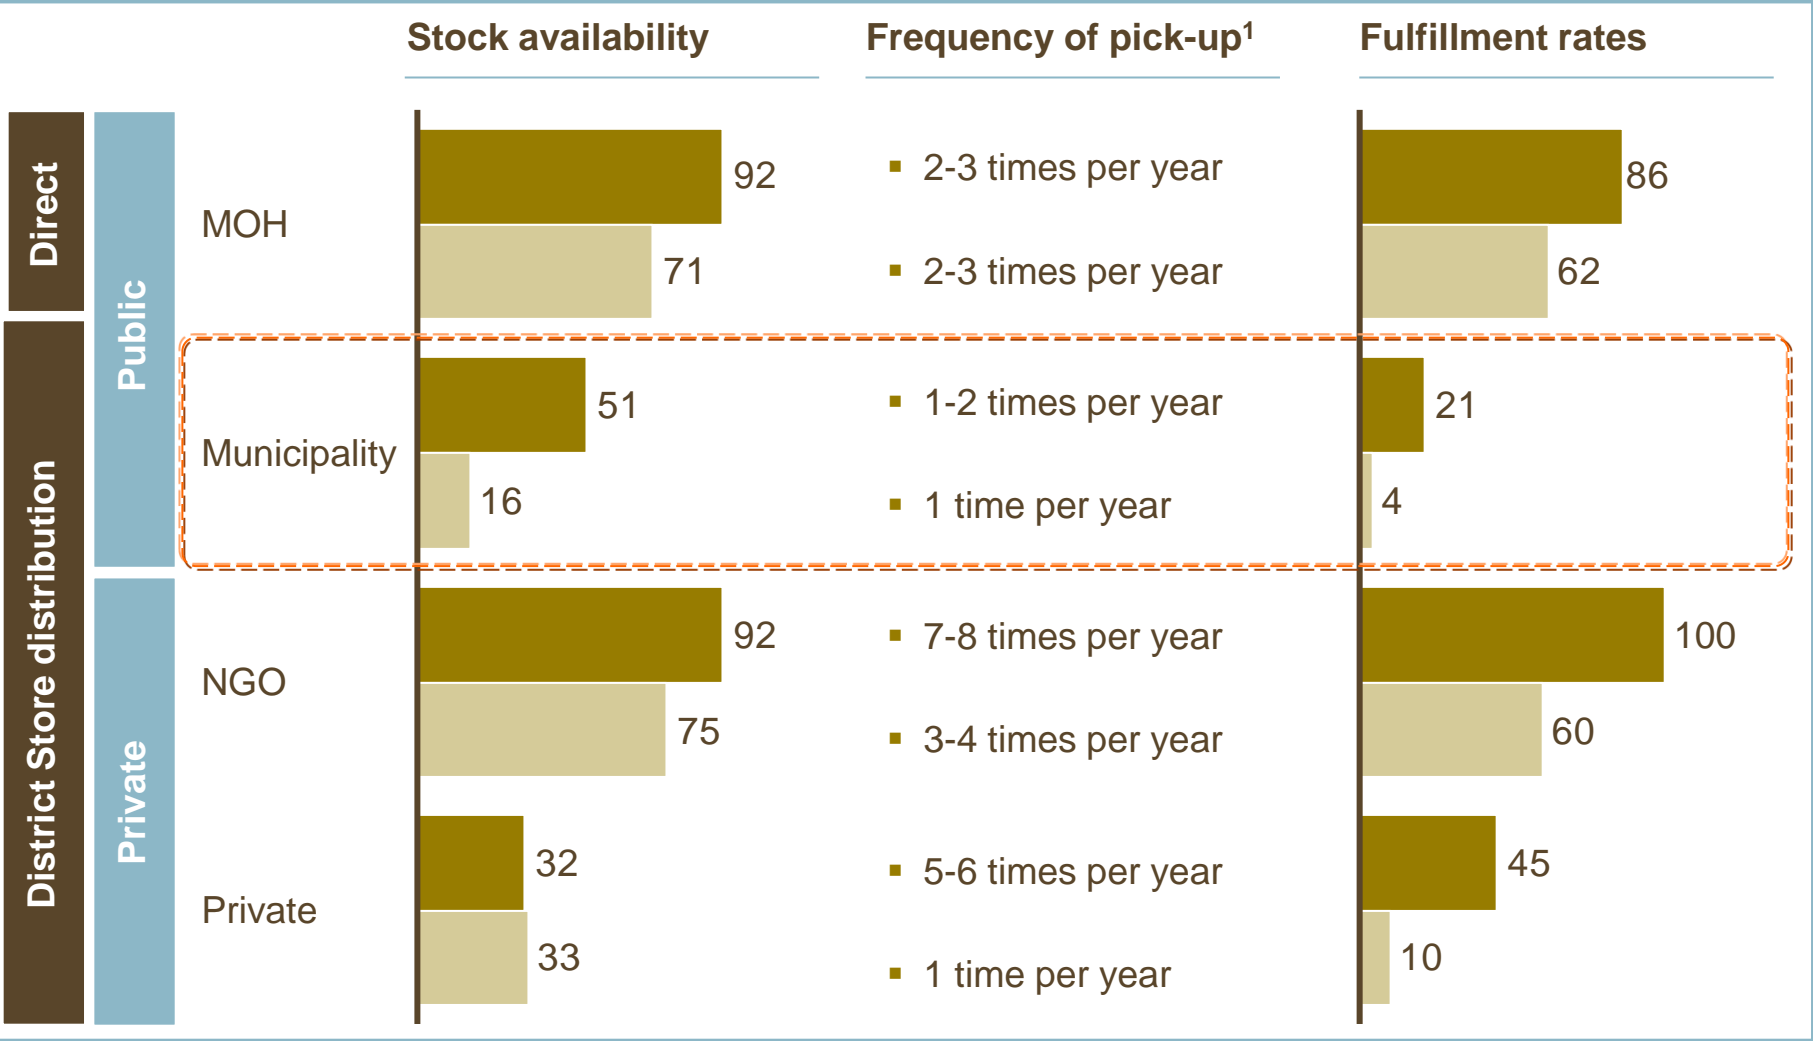 Stock availability
Frequency of pick-up¹
Fulfillment rates
Direct
District Store distribution
Public
Private
MOH
92
▪ 2-3 times per year
86
71
▪ 2-3 times per year
62
Municipality
51
▪ 1-2 times per year
21
16
▪ 1 time per year
4
NGO
92
▪ 7-8 times per year
100
75
▪ 3-4 times per year
60
Private
32
▪ 5-6 times per year
45
33
▪ 1 time per year
10